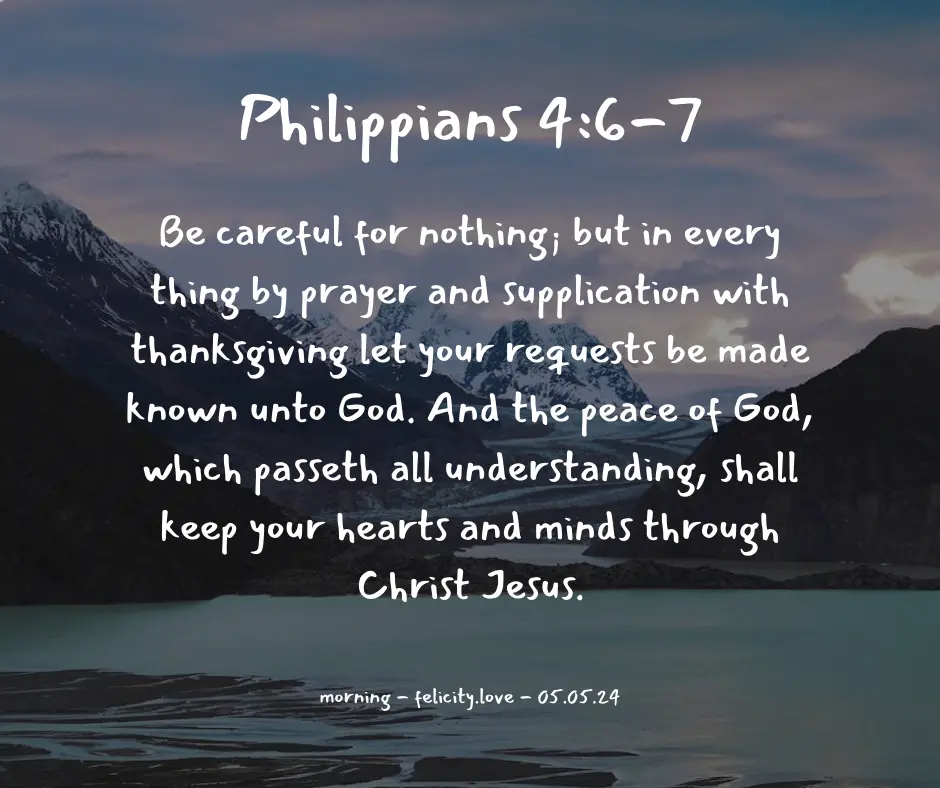 Philippians 4:6-7
Be careful for nothing; but in every
thing by prayer and supplication with
thanksgiving let your requests be made
known unto God. And the peace of God,
which passeth all understanding, shall
keep your hearts and minds through
Christ Jesus.
morning - felicity.love - 05.05.24